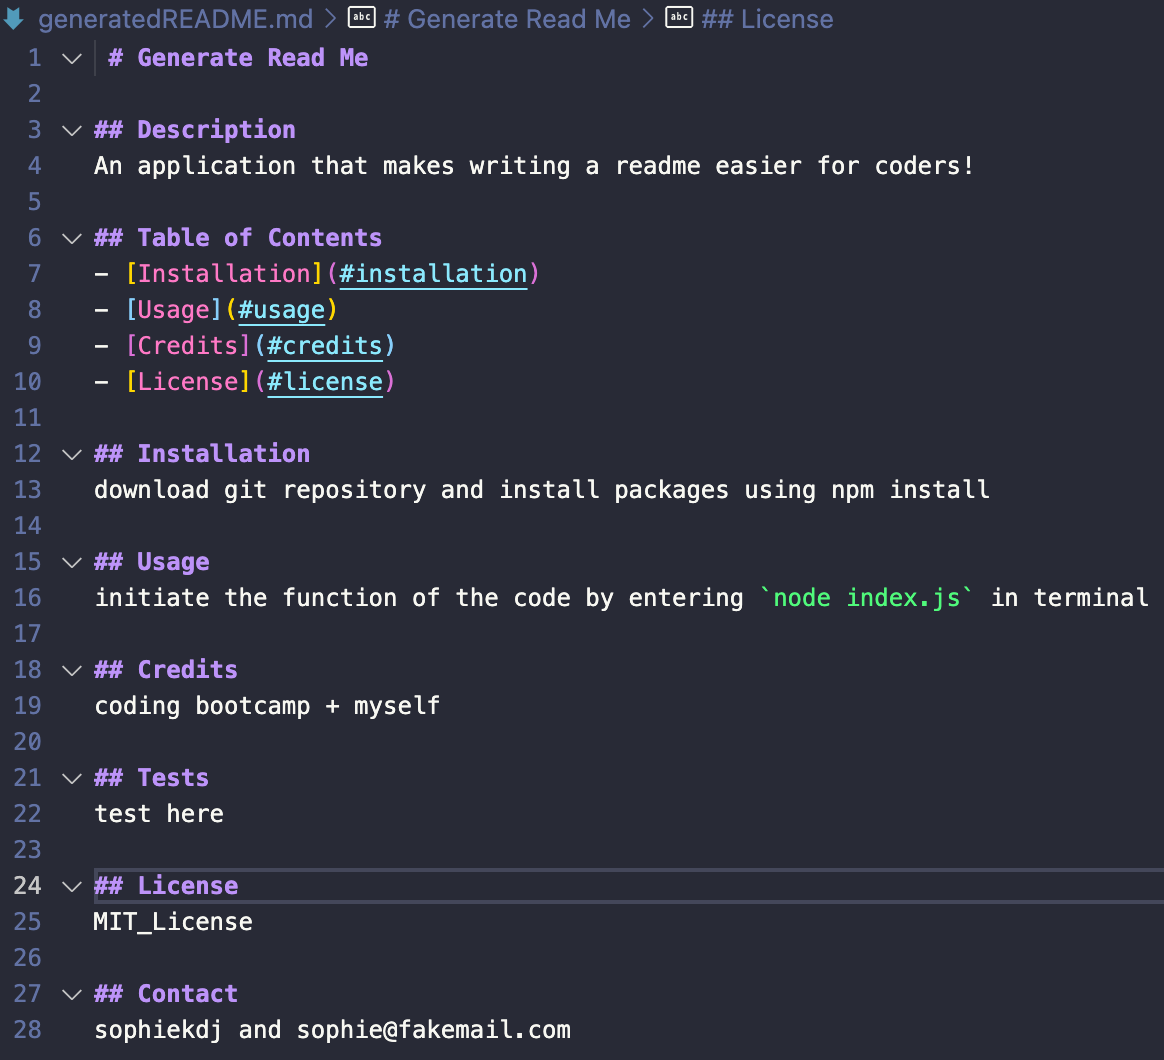 generatedREADME.md > abc # Generate Read Me > abc ## License
1 # Generate Read Me
2
3 ## Description
4 An application that makes writing a readme easier for coders!
5
6 ## Table of Contents
7 - [Installation](#installation)
8 - [Usage](#usage)
9 - [Credits](#credits)
10 - [License](#license)
11
12 ## Installation
13 download git repository and install packages using npm install
14
15 ## Usage
16 initiate the function of the code by entering `node index.js` in terminal
17
18 ## Credits
19 coding bootcamp + myself
20
21 ## Tests
22 test here
23
24 ## License
25 MIT_License
26
27 ## Contact
28 sophiekdj and sophie@fakemail.com